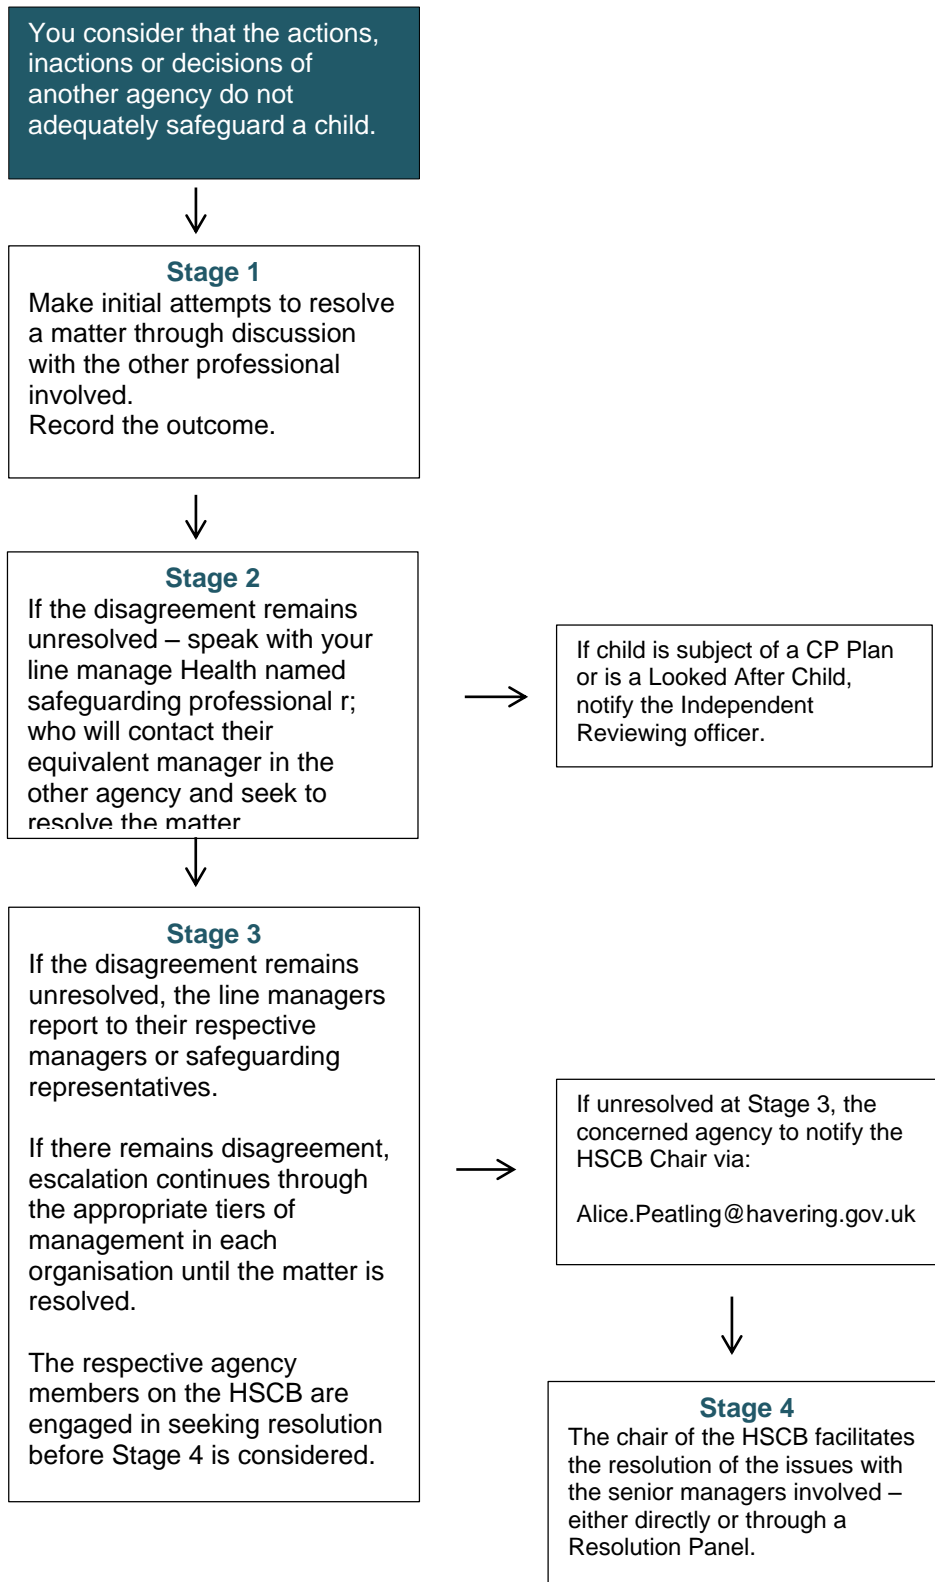 You consider that the actions,
inactions or decisions of
another agency do not
adequately safeguard a child.
Stage 1
Make initial attempts to resolve
a matter through discussion
with the other professional
involved.
Record the outcome.
Stage 2
If the disagreement remains
unresolved – speak with your
line manage Health named
safeguarding professional r;
who will contact their
equivalent manager in the
other agency and seek to
resolve the matter
If child is subject of a CP Plan
or is a Looked After Child,
notify the Independent
Reviewing officer.
Stage 3
If the disagreement remains
unresolved, the line managers
report to their respective
managers or safeguarding
representatives.
If there remains disagreement,
escalation continues through
the appropriate tiers of
management in each
organisation until the matter is
resolved.
The respective agency
members on the HSCB are
engaged in seeking resolution
before Stage 4 is considered.
If unresolved at Stage 3, the
concerned agency to notify the
HSCB Chair via:
Alice.Peatling@havering.gov.uk
Stage 4
The chair of the HSCB facilitates
the resolution of the issues with
the senior managers involved –
either directly or through a
Resolution Panel.